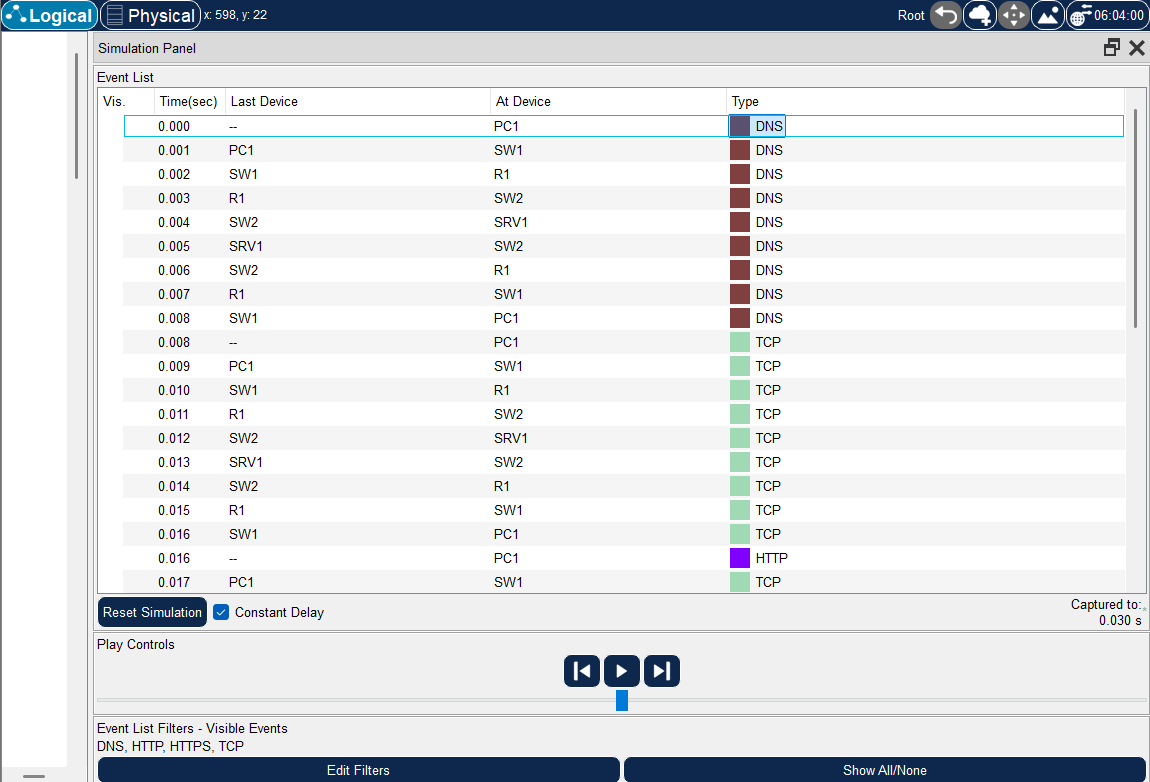 Logical Physical x: 598, y: 22 Root 06:04:00
Simulation Panel
Event List
Vis. Time(sec) Last Device At Device Type
0.000 -- PC1 DNS
0.001 PC1 SW1 DNS
0.002 SW1 R1 DNS
0.003 R1 SW2 DNS
0.004 SW2 SRV1 DNS
0.005 SRV1 SW2 DNS
0.006 SW2 R1 DNS
0.007 R1 SW1 DNS
0.008 SW1 PC1 DNS
0.008 -- PC1 TCP
0.009 PC1 SW1 TCP
0.010 SW1 R1 TCP
0.011 R1 SW2 TCP
0.012 SW2 SRV1 TCP
0.013 SRV1 SW2 TCP
0.014 SW2 R1 TCP
0.015 R1 SW1 TCP
0.016 SW1 PC1 TCP
0.016 -- PC1 HTTP
0.017 PC1 SW1 TCP
Reset Simulation Constant Delay Captured to:
0.030 s
Play Controls
Event List Filters - Visible Events
DNS, HTTP, HTTPS, TCP
Edit Filters Show All/None